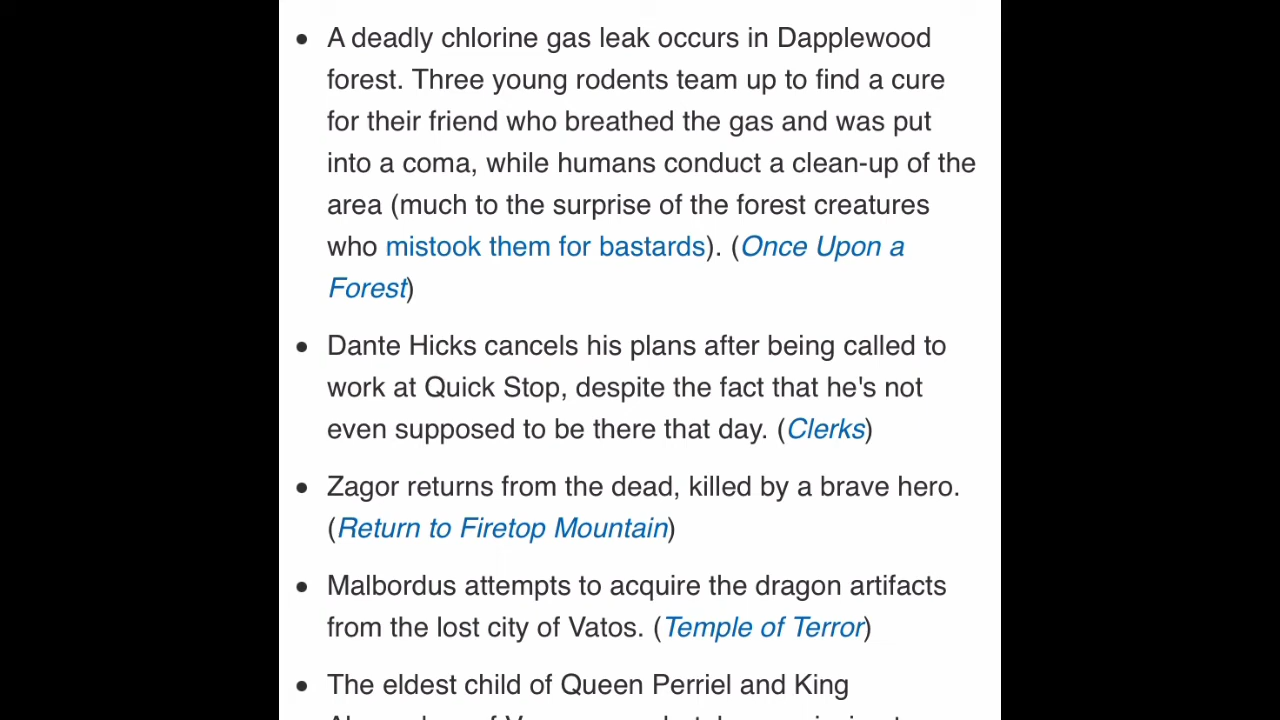 A deadly chlorine gas leak occurs in Dapplewood
forest. Three young rodents team up to find a cure
for their friend who breathed the gas and was put
into a coma, while humans conduct a clean-up of the
area (much to the surprise of the forest creatures
who mistook them for bastards). (Once Upon a
Forest)
Dante Hicks cancels his plans after being called to
work at Quick Stop, despite the fact that he's not
even supposed to be there that day. (Clerks)
Zagor returns from the dead, killed by a brave hero.
(Return to Firetop Mountain)
Malbordus attempts to acquire the dragon artifacts
from the lost city of Vatos. (Temple of Terror)
The eldest child of Queen Perriel and King